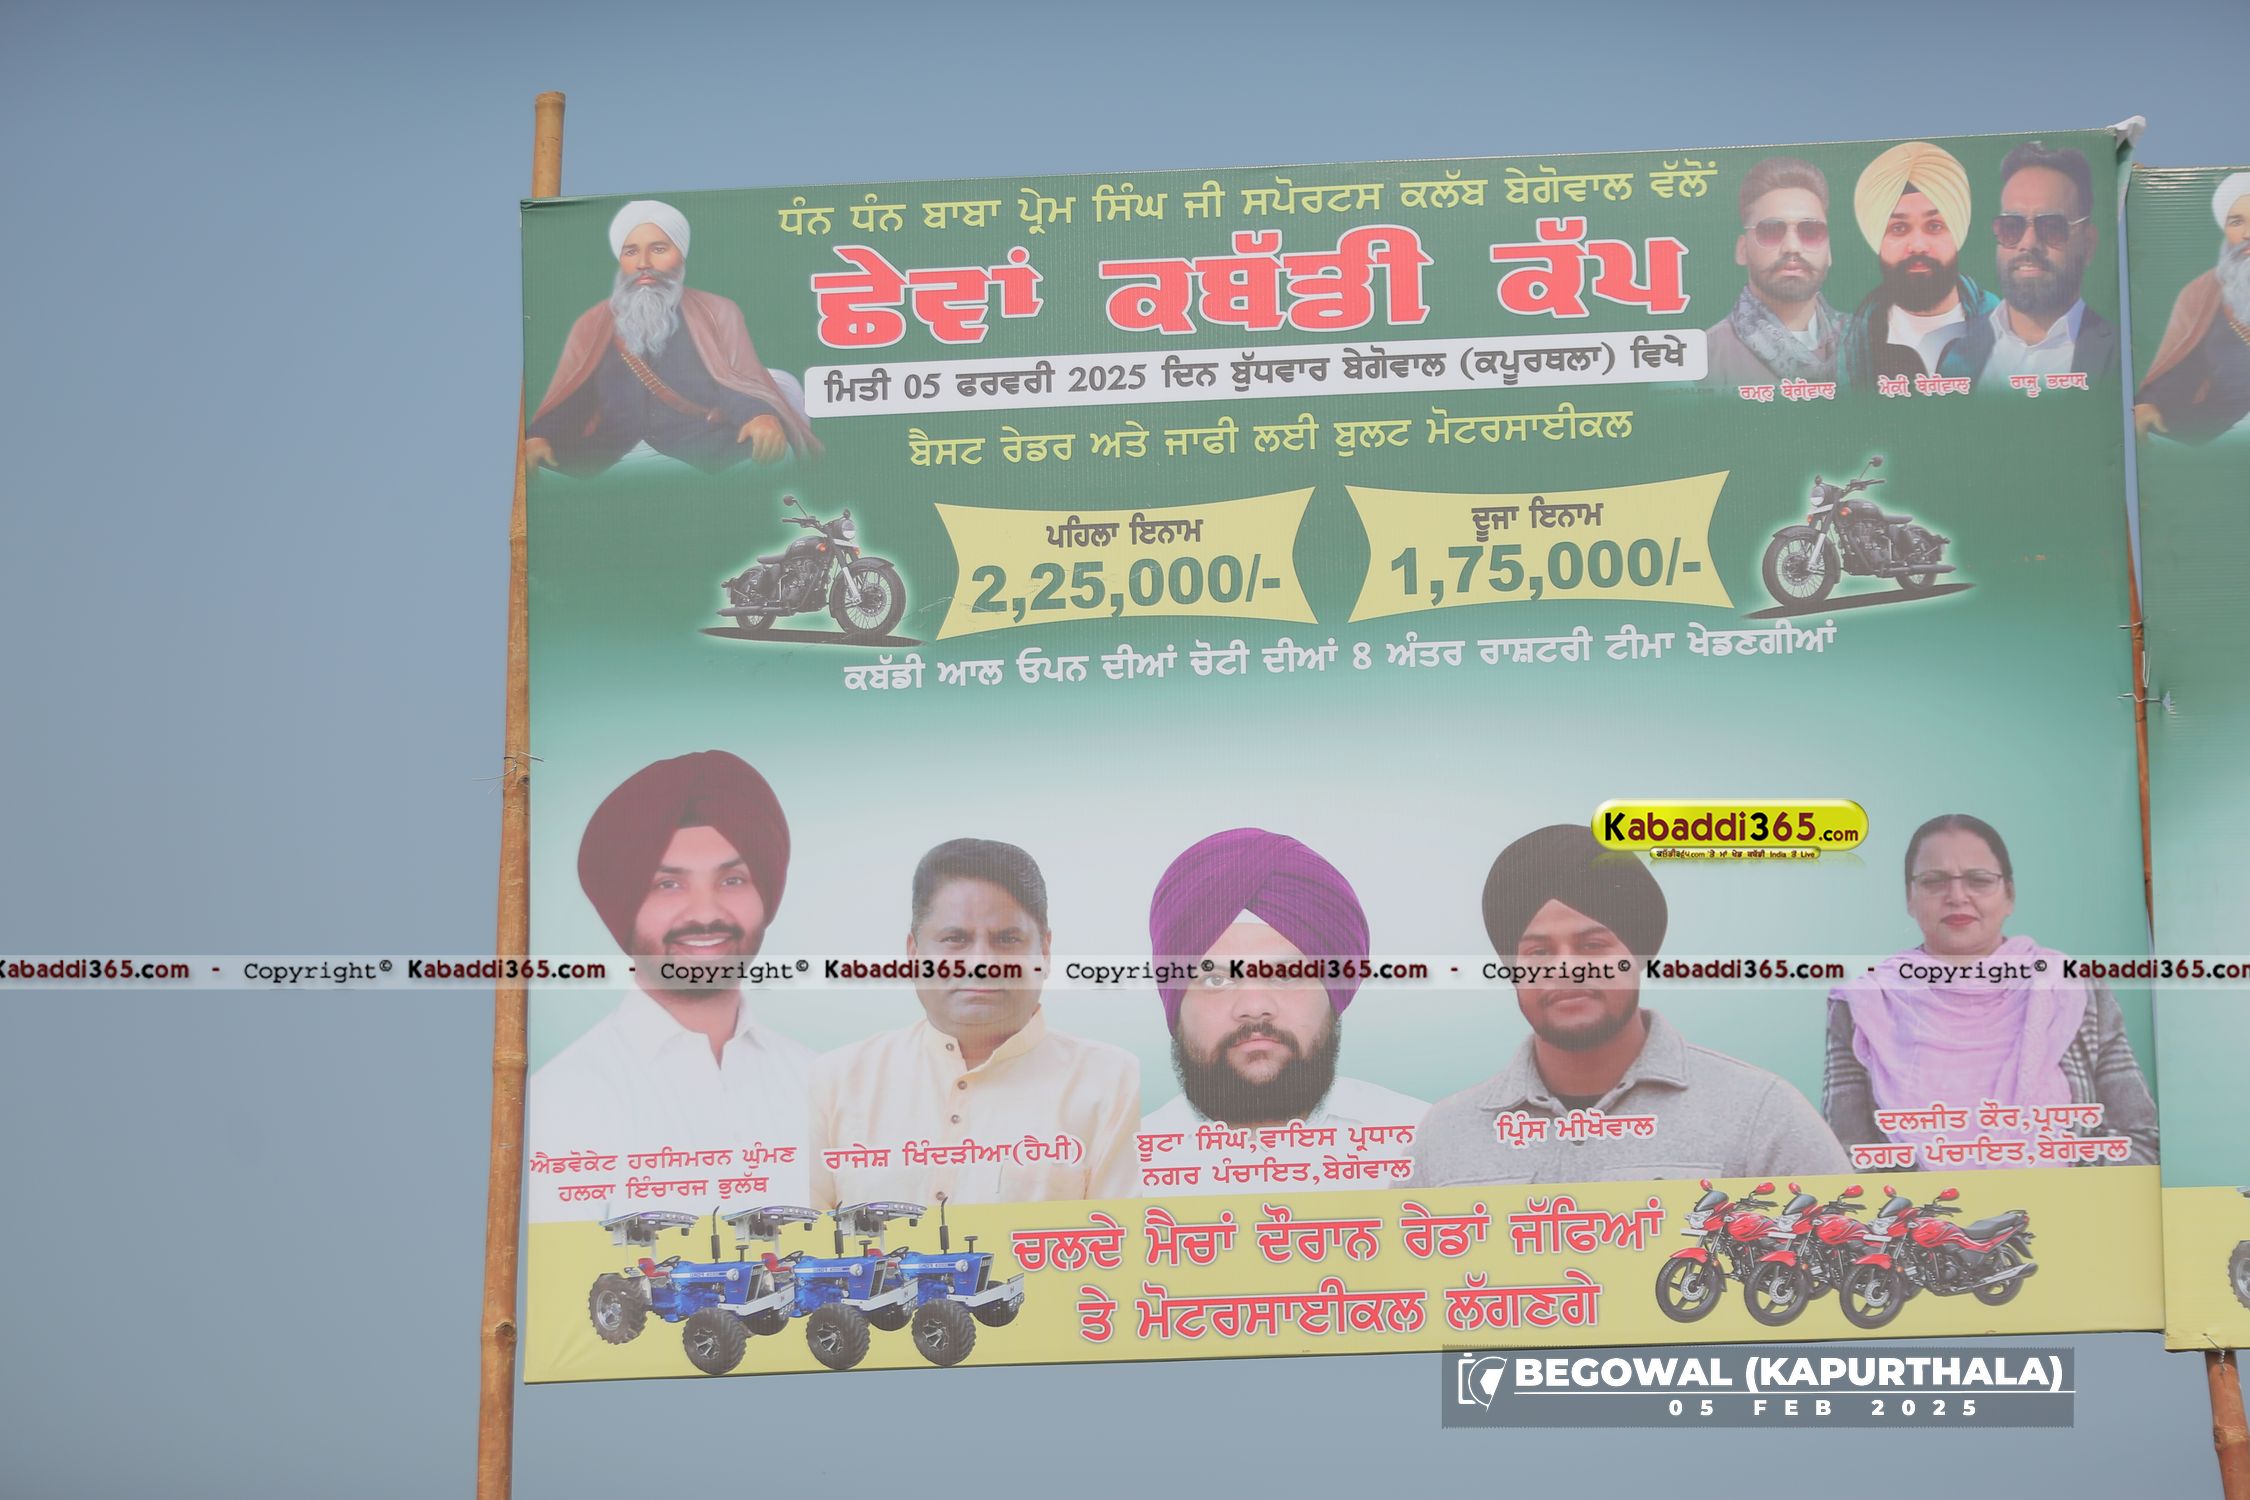 ਧੰਨ ਧੰਨ ਬਾਬਾ ਪ੍ਰੇਮ ਸਿੰਘ ਜੀ ਸਪੋਰਟਸ ਕਲੱਬ ਬੇਗੋਵਾਲ ਵੱਲੋਂ
ਛੇਵਾਂ ਕਬੱਡੀ ਕੱਪ
ਮਿਤੀ 05 ਫਰਵਰੀ 2025 ਦਿਨ ਬੁੱਧਵਾਰ ਬੇਗੋਵਾਲ (ਕਪੂਰਥਲਾ) ਵਿਖੇ
ਰਮਨ ਬੇਗੋਵਾਲ
ਮੇਕੀ ਬੇਗੋਵਾਲ
ਰਾਜੂ ਭਦਾਸ
ਬੈਸਟ ਰੇਡਰ ਅਤੇ ਜਾਫੀ ਲਈ ਬੁਲਟ ਮੋਟਰਸਾਈਕਲ
ਪਹਿਲਾ ਇਨਾਮ
2,25,000/-
ਦੂਜਾ ਇਨਾਮ
1,75,000/-
ਕਬੱਡੀ ਆਲ ਓਪਨ ਦੀਆਂ ਚੋਟੀ ਦੀਆਂ 8 ਅੰਤਰ ਰਾਸ਼ਟਰੀ ਟੀਮਾ ਖੇਡਣਗੀਆਂ
Kabaddi365.com
Kabaddi365.com - Copyright© Kabaddi365.com - Copyright© Kabaddi365.com - Copyright© Kabaddi365.com - Copyright© Kabaddi365.com - Copyright© Kabaddi365.com
ਐਡਵੋਕੇਟ ਹਰਸਿਮਰਨ ਘੁੰਮਣ
ਹਲਕਾ ਇੰਚਾਰਜ ਭੁਲੱਥ
ਰਾਜੇਸ਼ ਖਿੰਦੜੀਆ(ਹੈਪੀ)
ਬੂਟਾ ਸਿੰਘ,ਵਾਇਸ ਪ੍ਰਧਾਨ
ਨਗਰ ਪੰਚਾਇਤ,ਬੇਗੋਵਾਲ
ਪ੍ਰਿੰਸ ਮੀਖੋਵਾਲ
ਦਲਜੀਤ ਕੌਰ,ਪ੍ਰਧਾਨ
ਨਗਰ ਪੰਚਾਇਤ,ਬੇਗੋਵਾਲ
ਚਲਦੇ ਮੈਚਾਂ ਦੌਰਾਨ ਰੇਡਾਂ ਜੱਫਿਆਂ
ਤੇ ਮੋਟਰਸਾਈਕਲ ਲੱਗਣਗੇ
BEGOWAL (KAPURTHALA)
05 FEB 2025